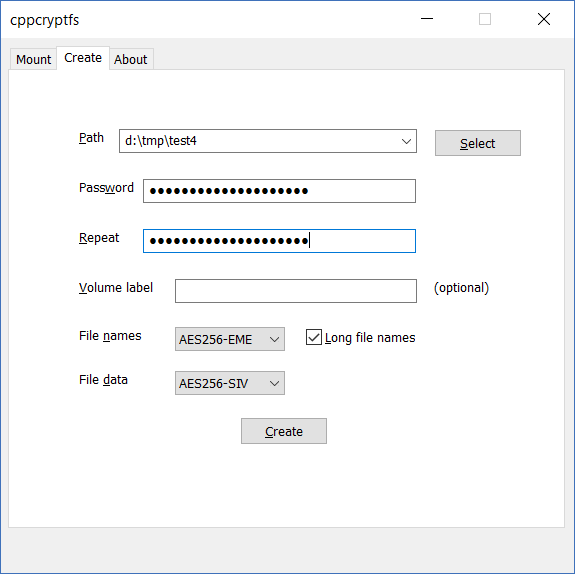 cppcryptfs
Mount Create About
Path d:\tmp\test4 Select
Password ●●●●●●●●●●●●●●●●●●●●
Repeat ●●●●●●●●●●●●●●●●●●●●
Volume label (optional)
File names AES256-EME Long file names
File data AES256-SIV
Create